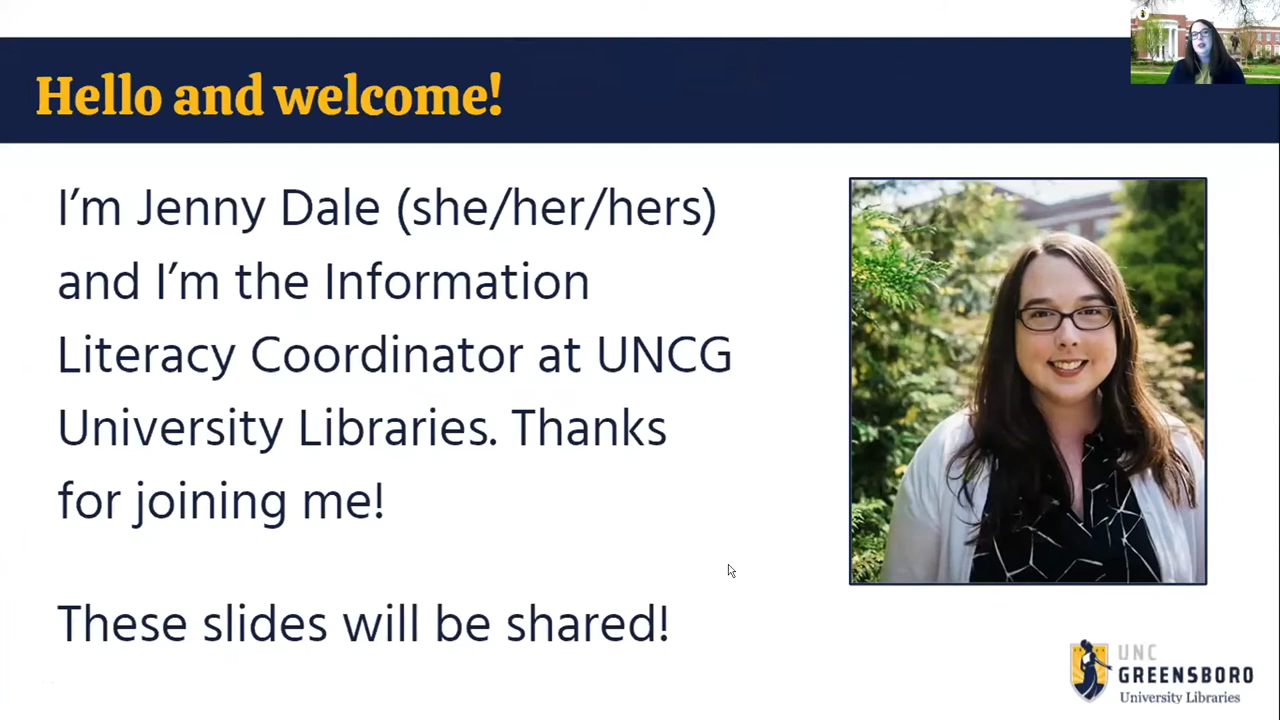 Hello and welcome!
I'm Jenny Dale (she/her/hers)
and I'm the Information
Literacy Coordinator at UNCG
University Libraries. Thanks
for joining me!
These slides will be shared!
UNC
GREENSBORO
University Libraries